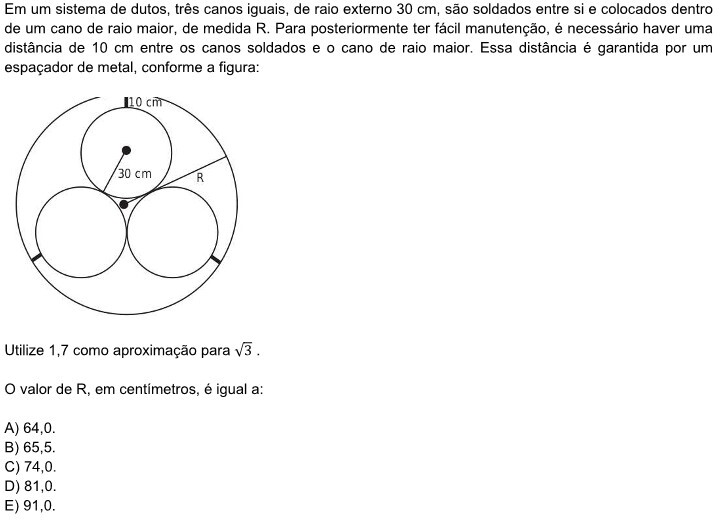 Em um sistema de dutos, três canos iguais, de raio externo 30 cm, são soldados entre si e colocados dentro
de um cano de raio maior, de medida R. Para posteriormente ter fácil manutenção, é necessário haver uma
distância de 10 cm entre os canos soldados e o cano de raio maior. Essa distância é garantida por um
espaçador de metal, conforme a figura:
10 cm
30 cm
R
Utilize 1,7 como aproximação para √3 .
O valor de R, em centímetros, é igual a:
A) 64,0.
B) 65,5.
C) 74,0.
D) 81,0.
E) 91,0.